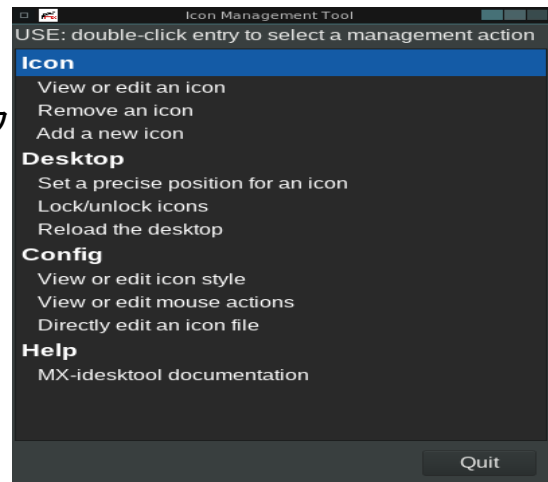 Icon Management Tool
USE: double-click entry to select a management action
Icon
View or edit an icon
Remove an icon
Add a new icon
Desktop
Set a precise position for an icon
Lock/unlock icons
Reload the desktop
Config
View or edit icon style
View or edit mouse actions
Directly edit an icon file
Help
MX-idesktool documentation
Quit